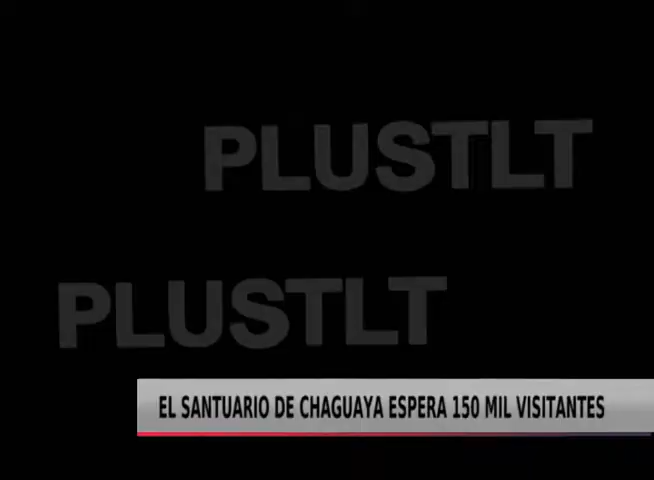 PLUSTLT
PLUSTLT
EL SANTUARIO DE CHAGUAYA ESPERA 150 MIL VISITANTES